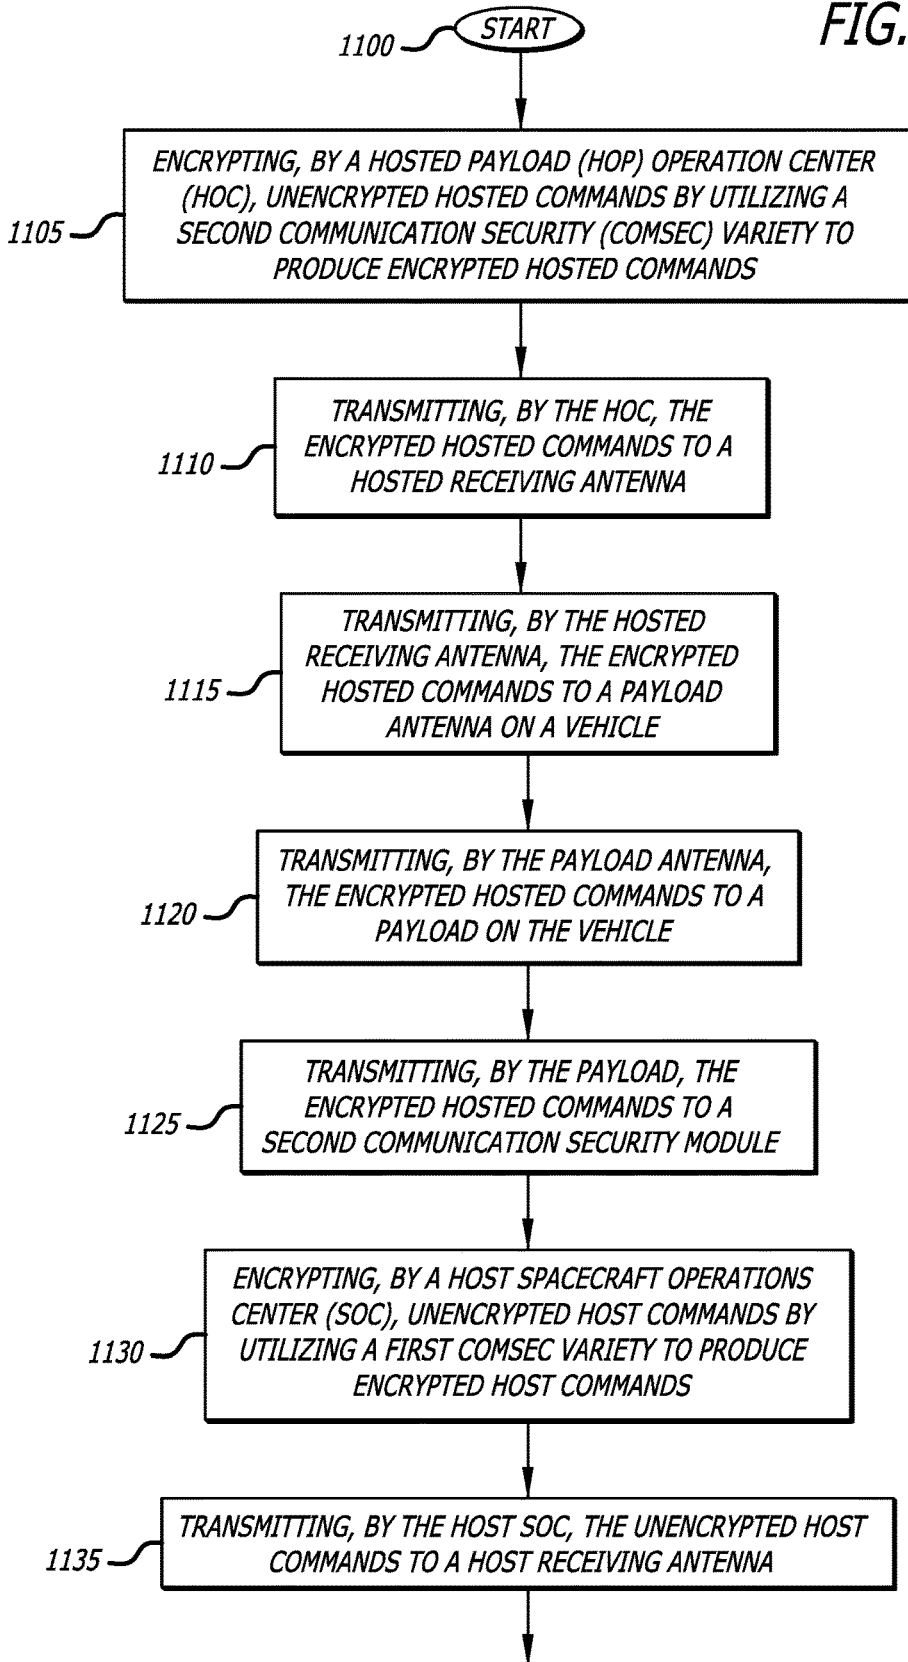 FIG.
1100
START
ENCRYPTING, BY A HOSTED PAYLOAD (HOP) OPERATION CENTER
(HOC), UNENCRYPTED HOSTED COMMANDS BY UTILIZING A
SECOND COMMUNICATION SECURITY (COMSEC) VARIETY TO
PRODUCE ENCRYPTED HOSTED COMMANDS
1105
TRANSMITTING, BY THE HOC, THE
ENCRYPTED HOSTED COMMANDS TO A
HOSTED RECEIVING ANTENNA
1110
TRANSMITTING, BY THE HOSTED
RECEIVING ANTENNA, THE ENCRYPTED
HOSTED COMMANDS TO A PAYLOAD
ANTENNA ON A VEHICLE
1115
TRANSMITTING, BY THE PAYLOAD ANTENNA,
THE ENCRYPTED HOSTED COMMANDS TO A
PAYLOAD ON THE VEHICLE
1120
TRANSMITTING, BY THE PAYLOAD, THE
ENCRYPTED HOSTED COMMANDS TO A
SECOND COMMUNICATION SECURITY MODULE
1125
ENCRYPTING, BY A HOST SPACECRAFT OPERATIONS
CENTER (SOC), UNENCRYPTED HOST COMMANDS BY
UTILIZING A FIRST COMSEC VARIETY TO PRODUCE
ENCRYPTED HOST COMMANDS
1130
TRANSMITTING, BY THE HOST SOC, THE UNENCRYPTED HOST
COMMANDS TO A HOST RECEIVING ANTENNA
1135